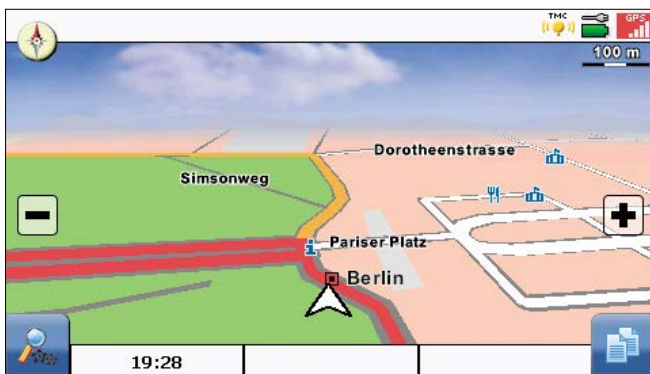 TMC
GPS
100 m
Dorotheenstrasse
Simsonweg
Pariser Platz
Berlin
19:28